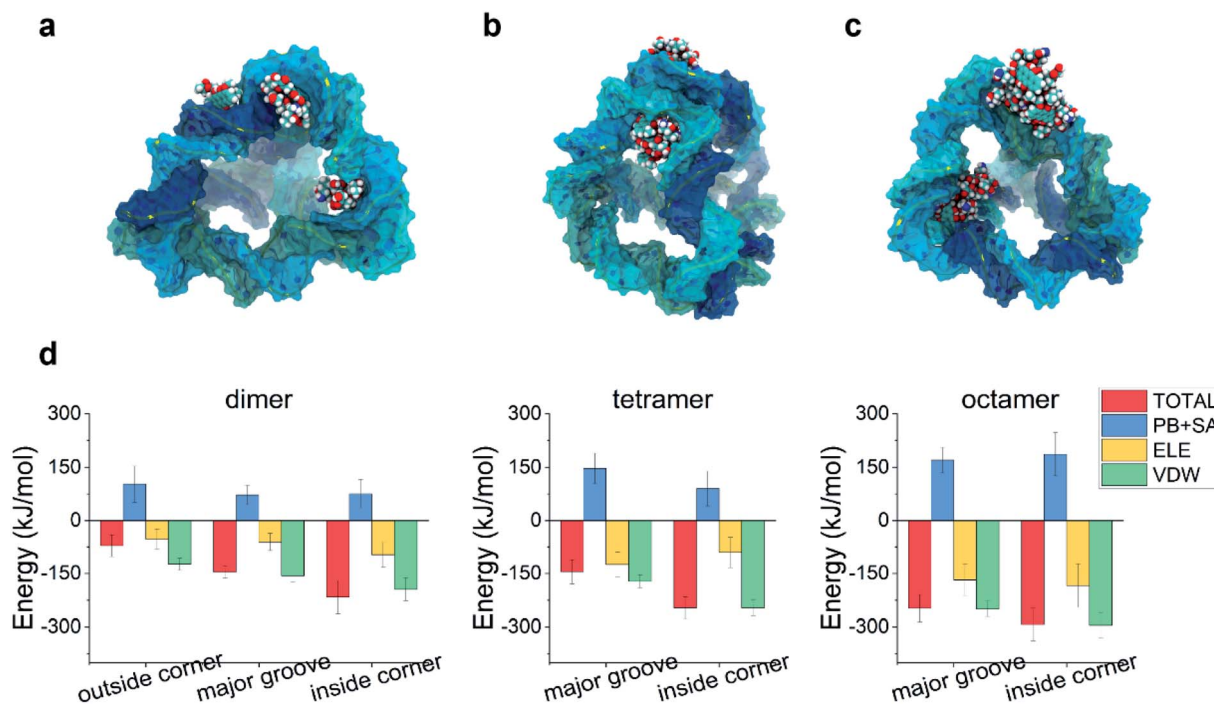 a
b
c
d
dimer
tetramer
octamer
Energy (kJ/mol)
300
150
0
-150
-300
outside corner
major groove
inside corner
Energy (kJ/mol)
300
150
0
-150
-300
major groove
inside corner
Energy (kJ/mol)
300
150
0
-150
-300
major groove
inside corner
TOTAL
PB+SA
ELE
VDW